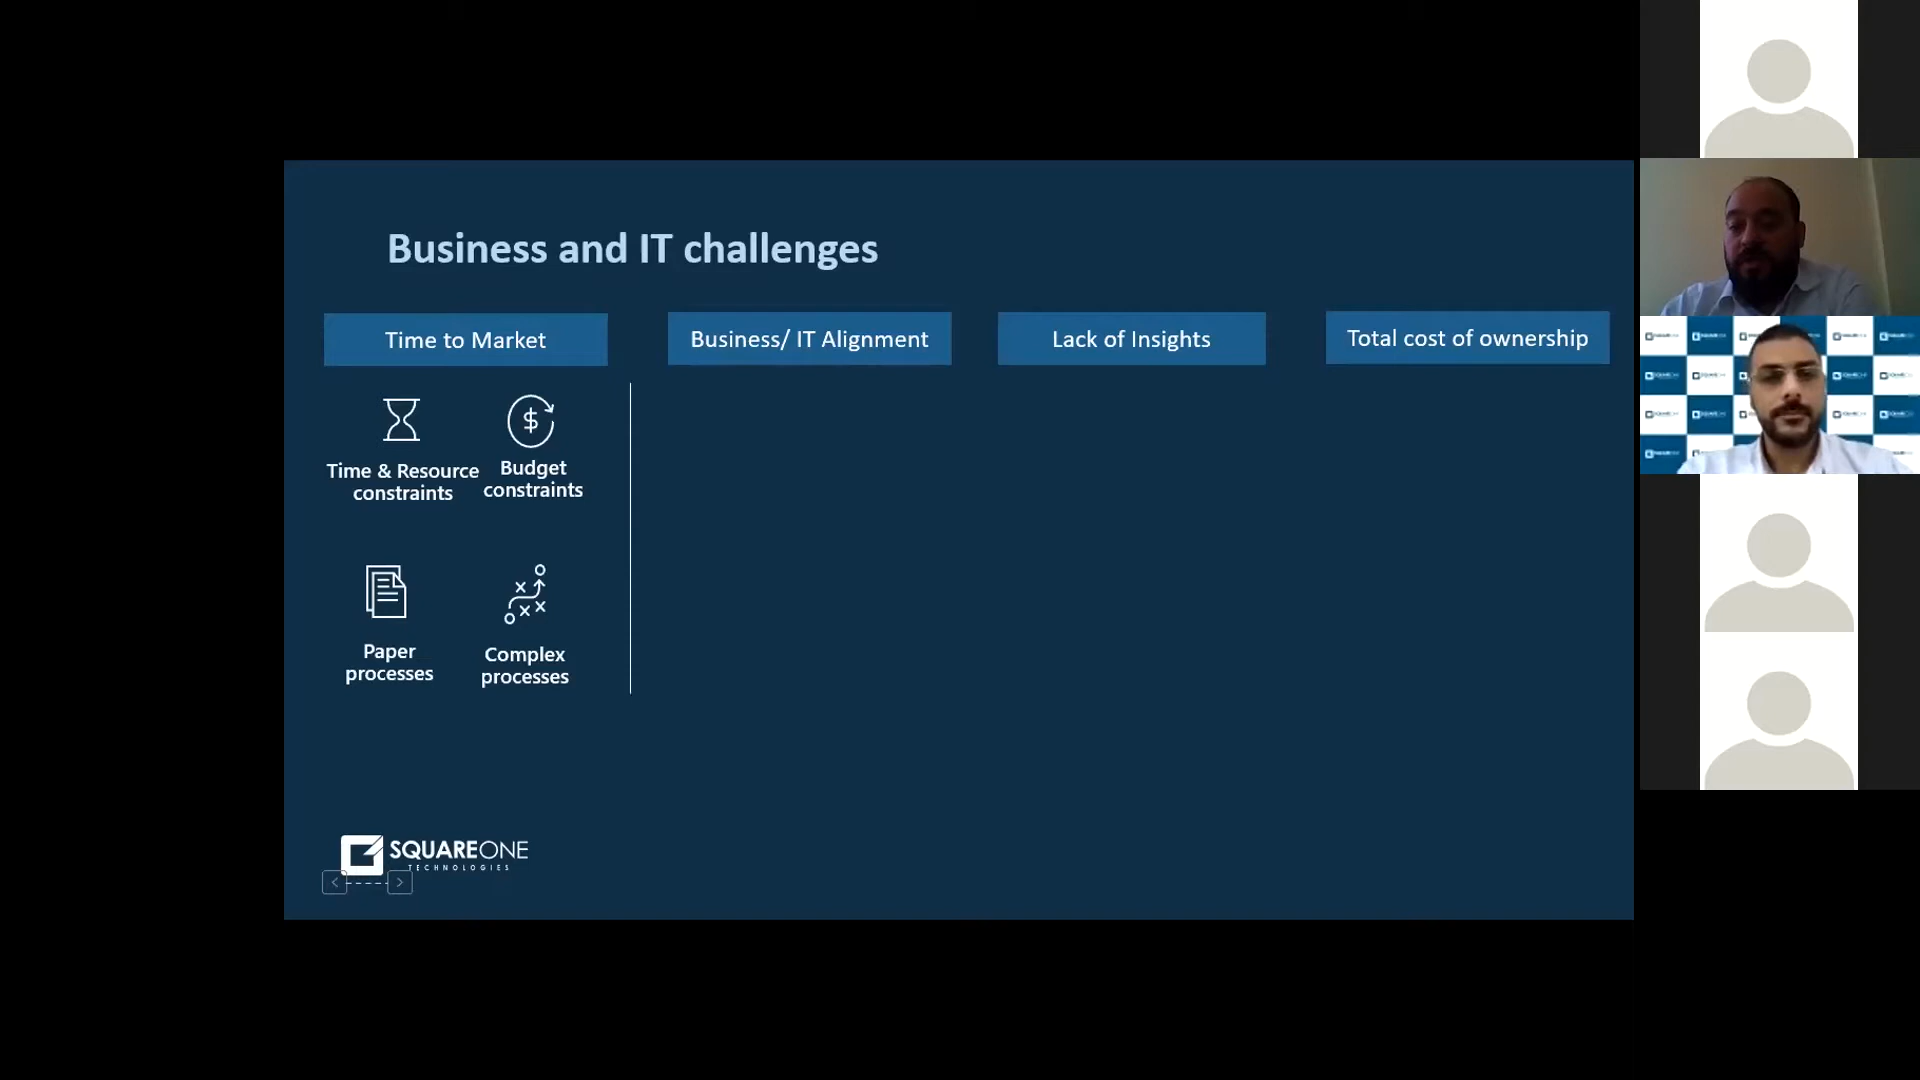 Business and IT challenges
Time to Market
Business/ IT Alignment
Lack of Insights
Total cost of ownership
Time & Resource
constraints
Budget
constraints
Paper
processes
Complex
processes
SQUAREONE
TECHNOLOGIES